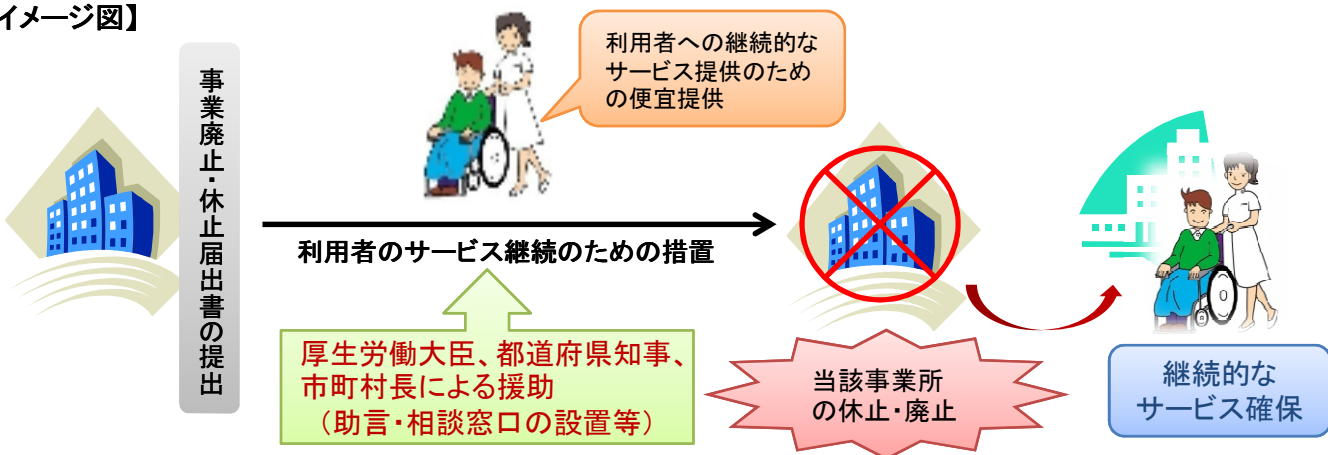 イメージ図】
事業廃止・休止届出書の提出
利用者への継続的な
サービス提供のため
の便宜提供
利用者のサービス継続のための措置
厚生労働大臣、都道府県知事、
市町村長による援助
（助言・相談窓口の設置等）
当該事業所
の休止・廃止
継続的な
サービス確保